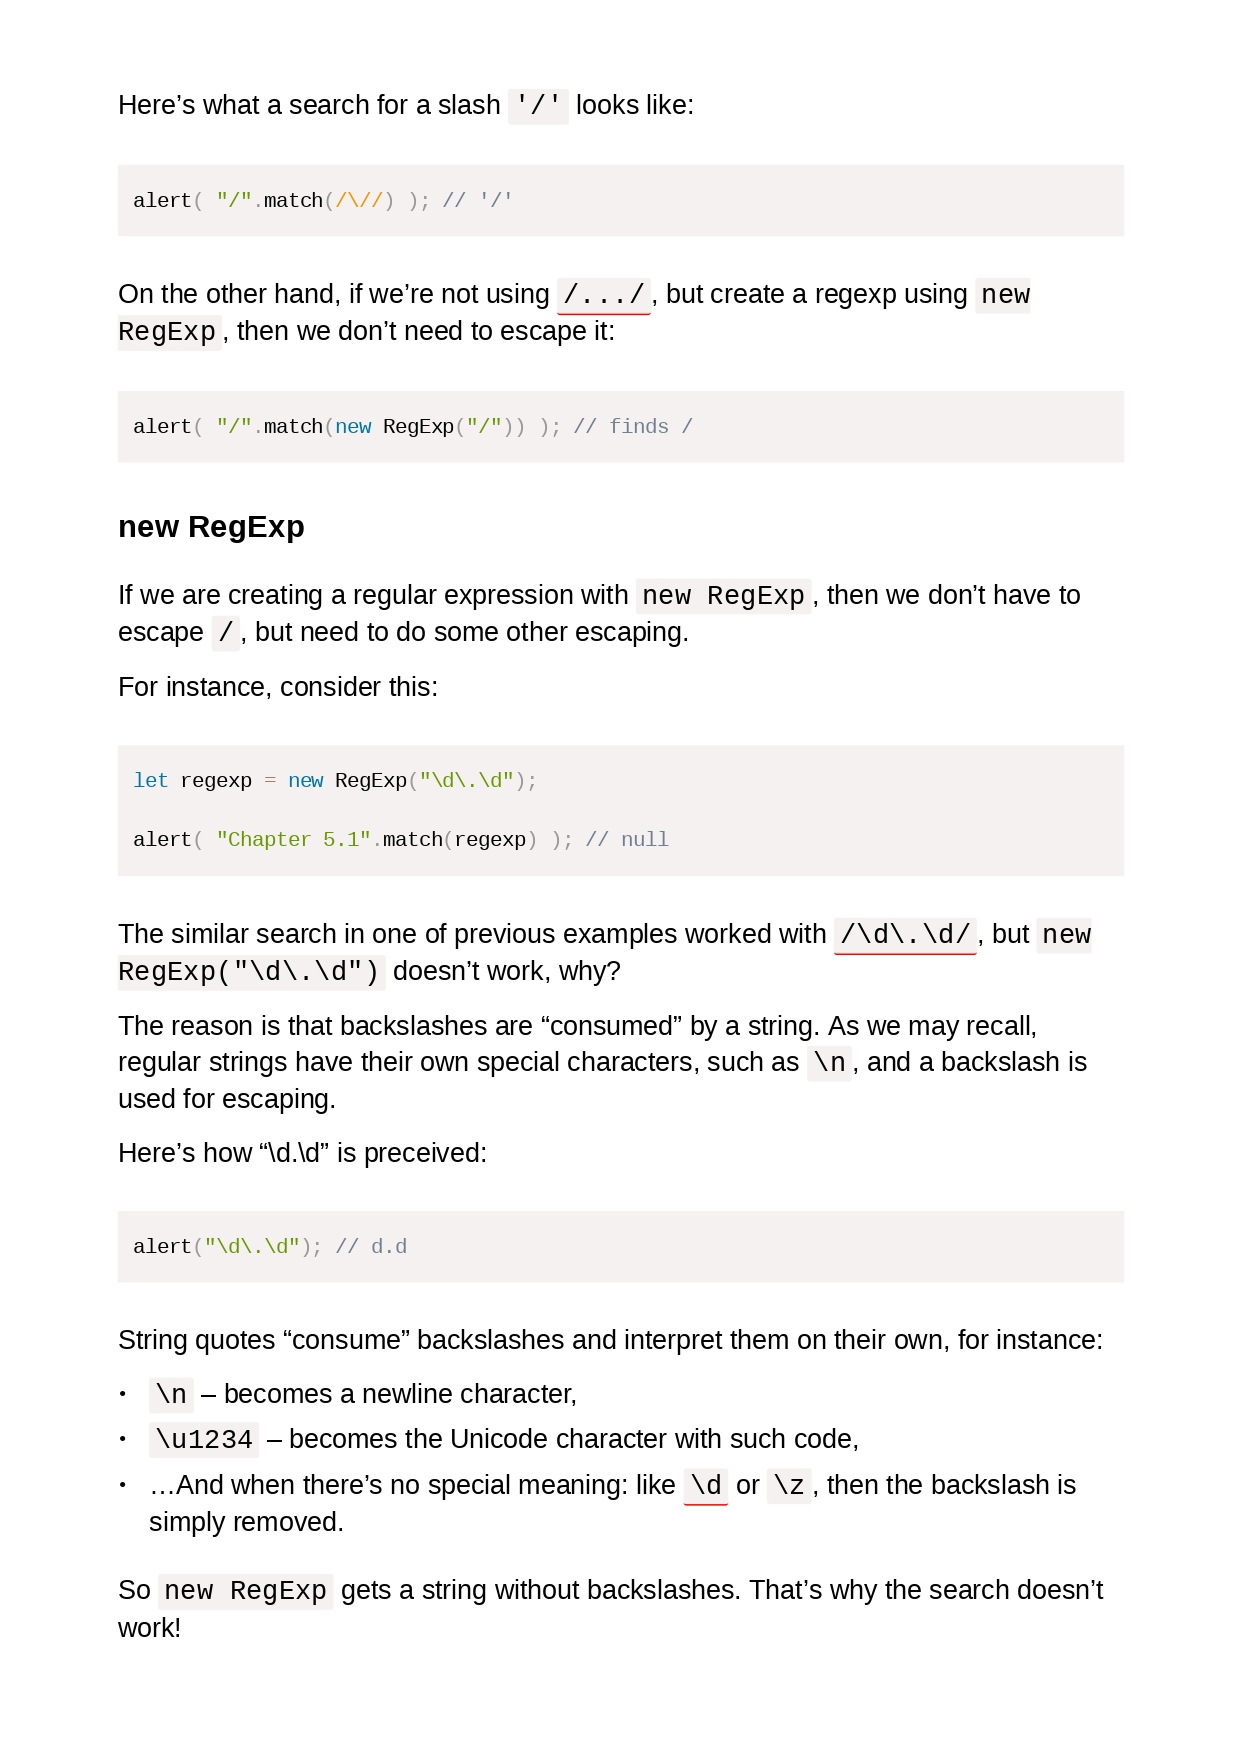 Here’s what a search for a slash '/' looks like:
alert( "/".match(/\//) ); // '/'
On the other hand, if we’re not using /.../, but create a regexp using new
RegExp, then we don’t need to escape it:
alert( "/".match(new RegExp("/")) ); // finds /
new RegExp
If we are creating a regular expression with new RegExp, then we don’t have to
escape /, but need to do some other escaping.
For instance, consider this:
let regexp = new RegExp("\d\.\d");
alert( "Chapter 5.1".match(regexp) ); // null
The similar search in one of previous examples worked with /\d\.\d/, but new
RegExp("\d\.\d") doesn’t work, why?
The reason is that backslashes are “consumed” by a string. As we may recall,
regular strings have their own special characters, such as \n, and a backslash is
used for escaping.
Here’s how “\d.\d” is preceived:
alert("\d\.\d"); // d.d
String quotes “consume” backslashes and interpret them on their own, for instance:
• \n – becomes a newline character,
• \u1234 – becomes the Unicode character with such code,
• …And when there’s no special meaning: like \d or \z, then the backslash is
simply removed.
So new RegExp gets a string without backslashes. That’s why the search doesn’t
work!